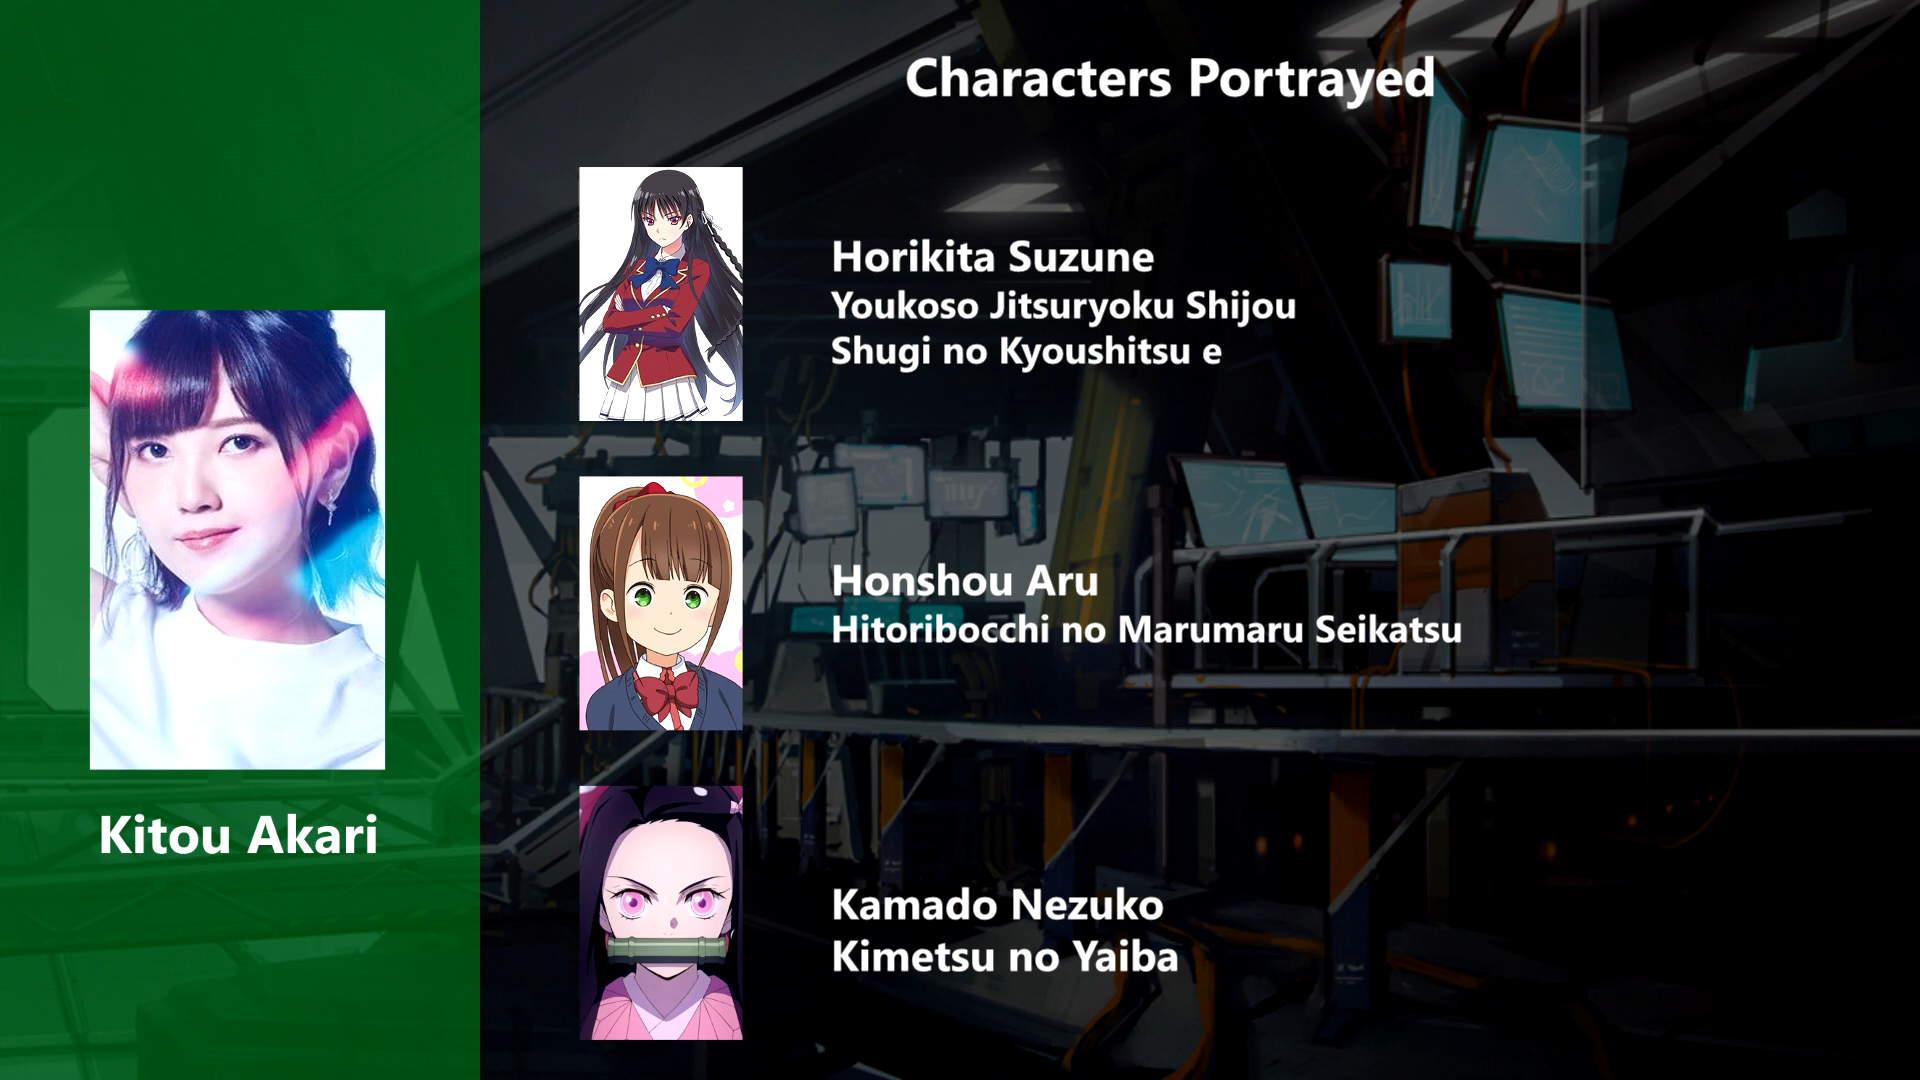 Characters Portrayed
Horikita Suzune
Youkoso Jitsuryoku Shijou
Shugi no Kyoushitsu e
Honshou Aru
Hitoribocchi no Marumaru Seikatsu
Kamado Nezuko
Kimetsu no Yaiba
Kitou Akari